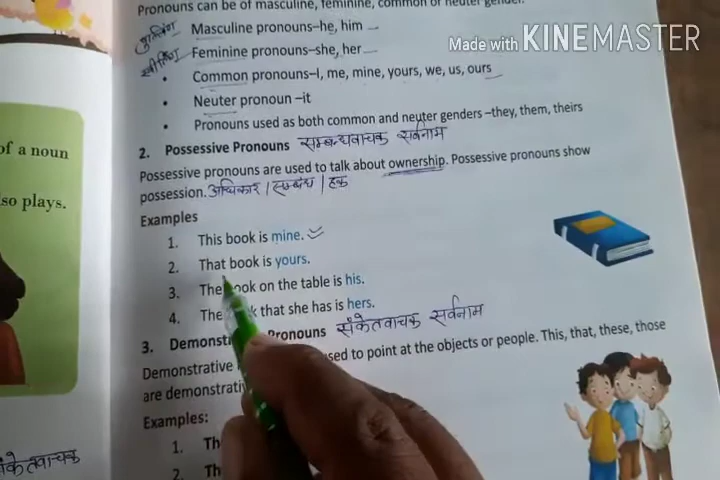 Pronouns can be of masculine, feminine, common or neuter gender.
Made with KINEMASTER
पुल्लिंग
Masculine pronouns–he, him
स्त्रीलिंग
Feminine pronouns–she, her
• Common pronouns–I, me, mine, yours, we, us, ours
• Neuter pronoun –it
• Pronouns used as both common and neuter genders –they, them, theirs
2. Possessive Pronouns सम्बन्धवाचक सर्वनाम
Possessive pronouns are used to talk about ownership. Possessive pronouns show
possession. अधिकार / सम्बन्ध / हक
Examples
1. This book is mine.
2. That book is yours.
3. The book on the table is his.
4. The that she has is hers.
3. Pronouns संकेतवाचक सर्वनाम
Demonstrative used to point at the objects or people. This, that, these, those
are
Examples:
1. Th
2. Th
of a noun
so plays.
संकेतवाचक